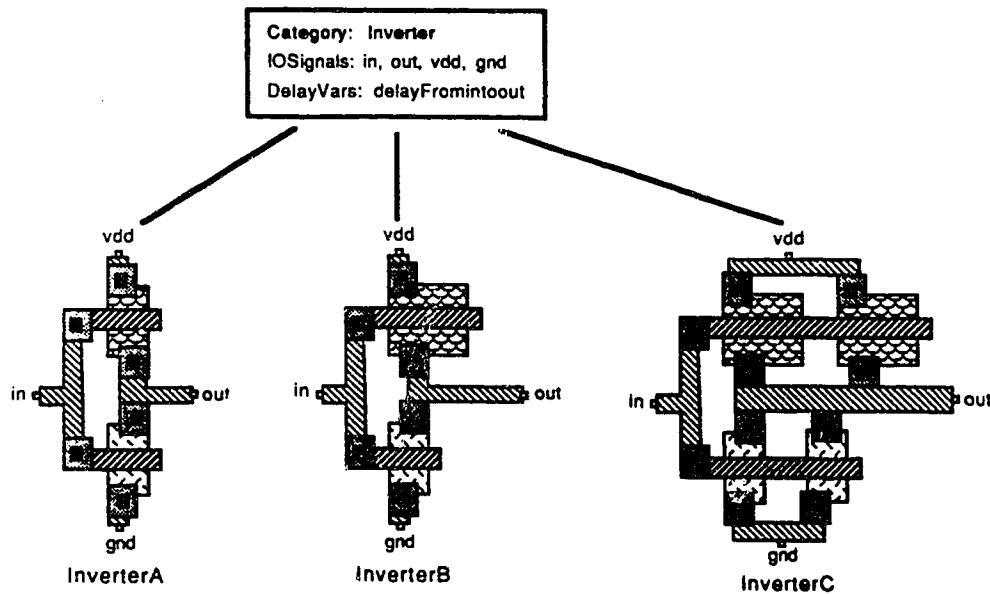 Category: Inverter
IOSignals: in, out, vdd, gnd
DelayVars: delayFromintoout
vdd
in
out
gnd
InverterA
vdd
in
out
gnd
InverterB
vdd
in
out
gnd
InverterC